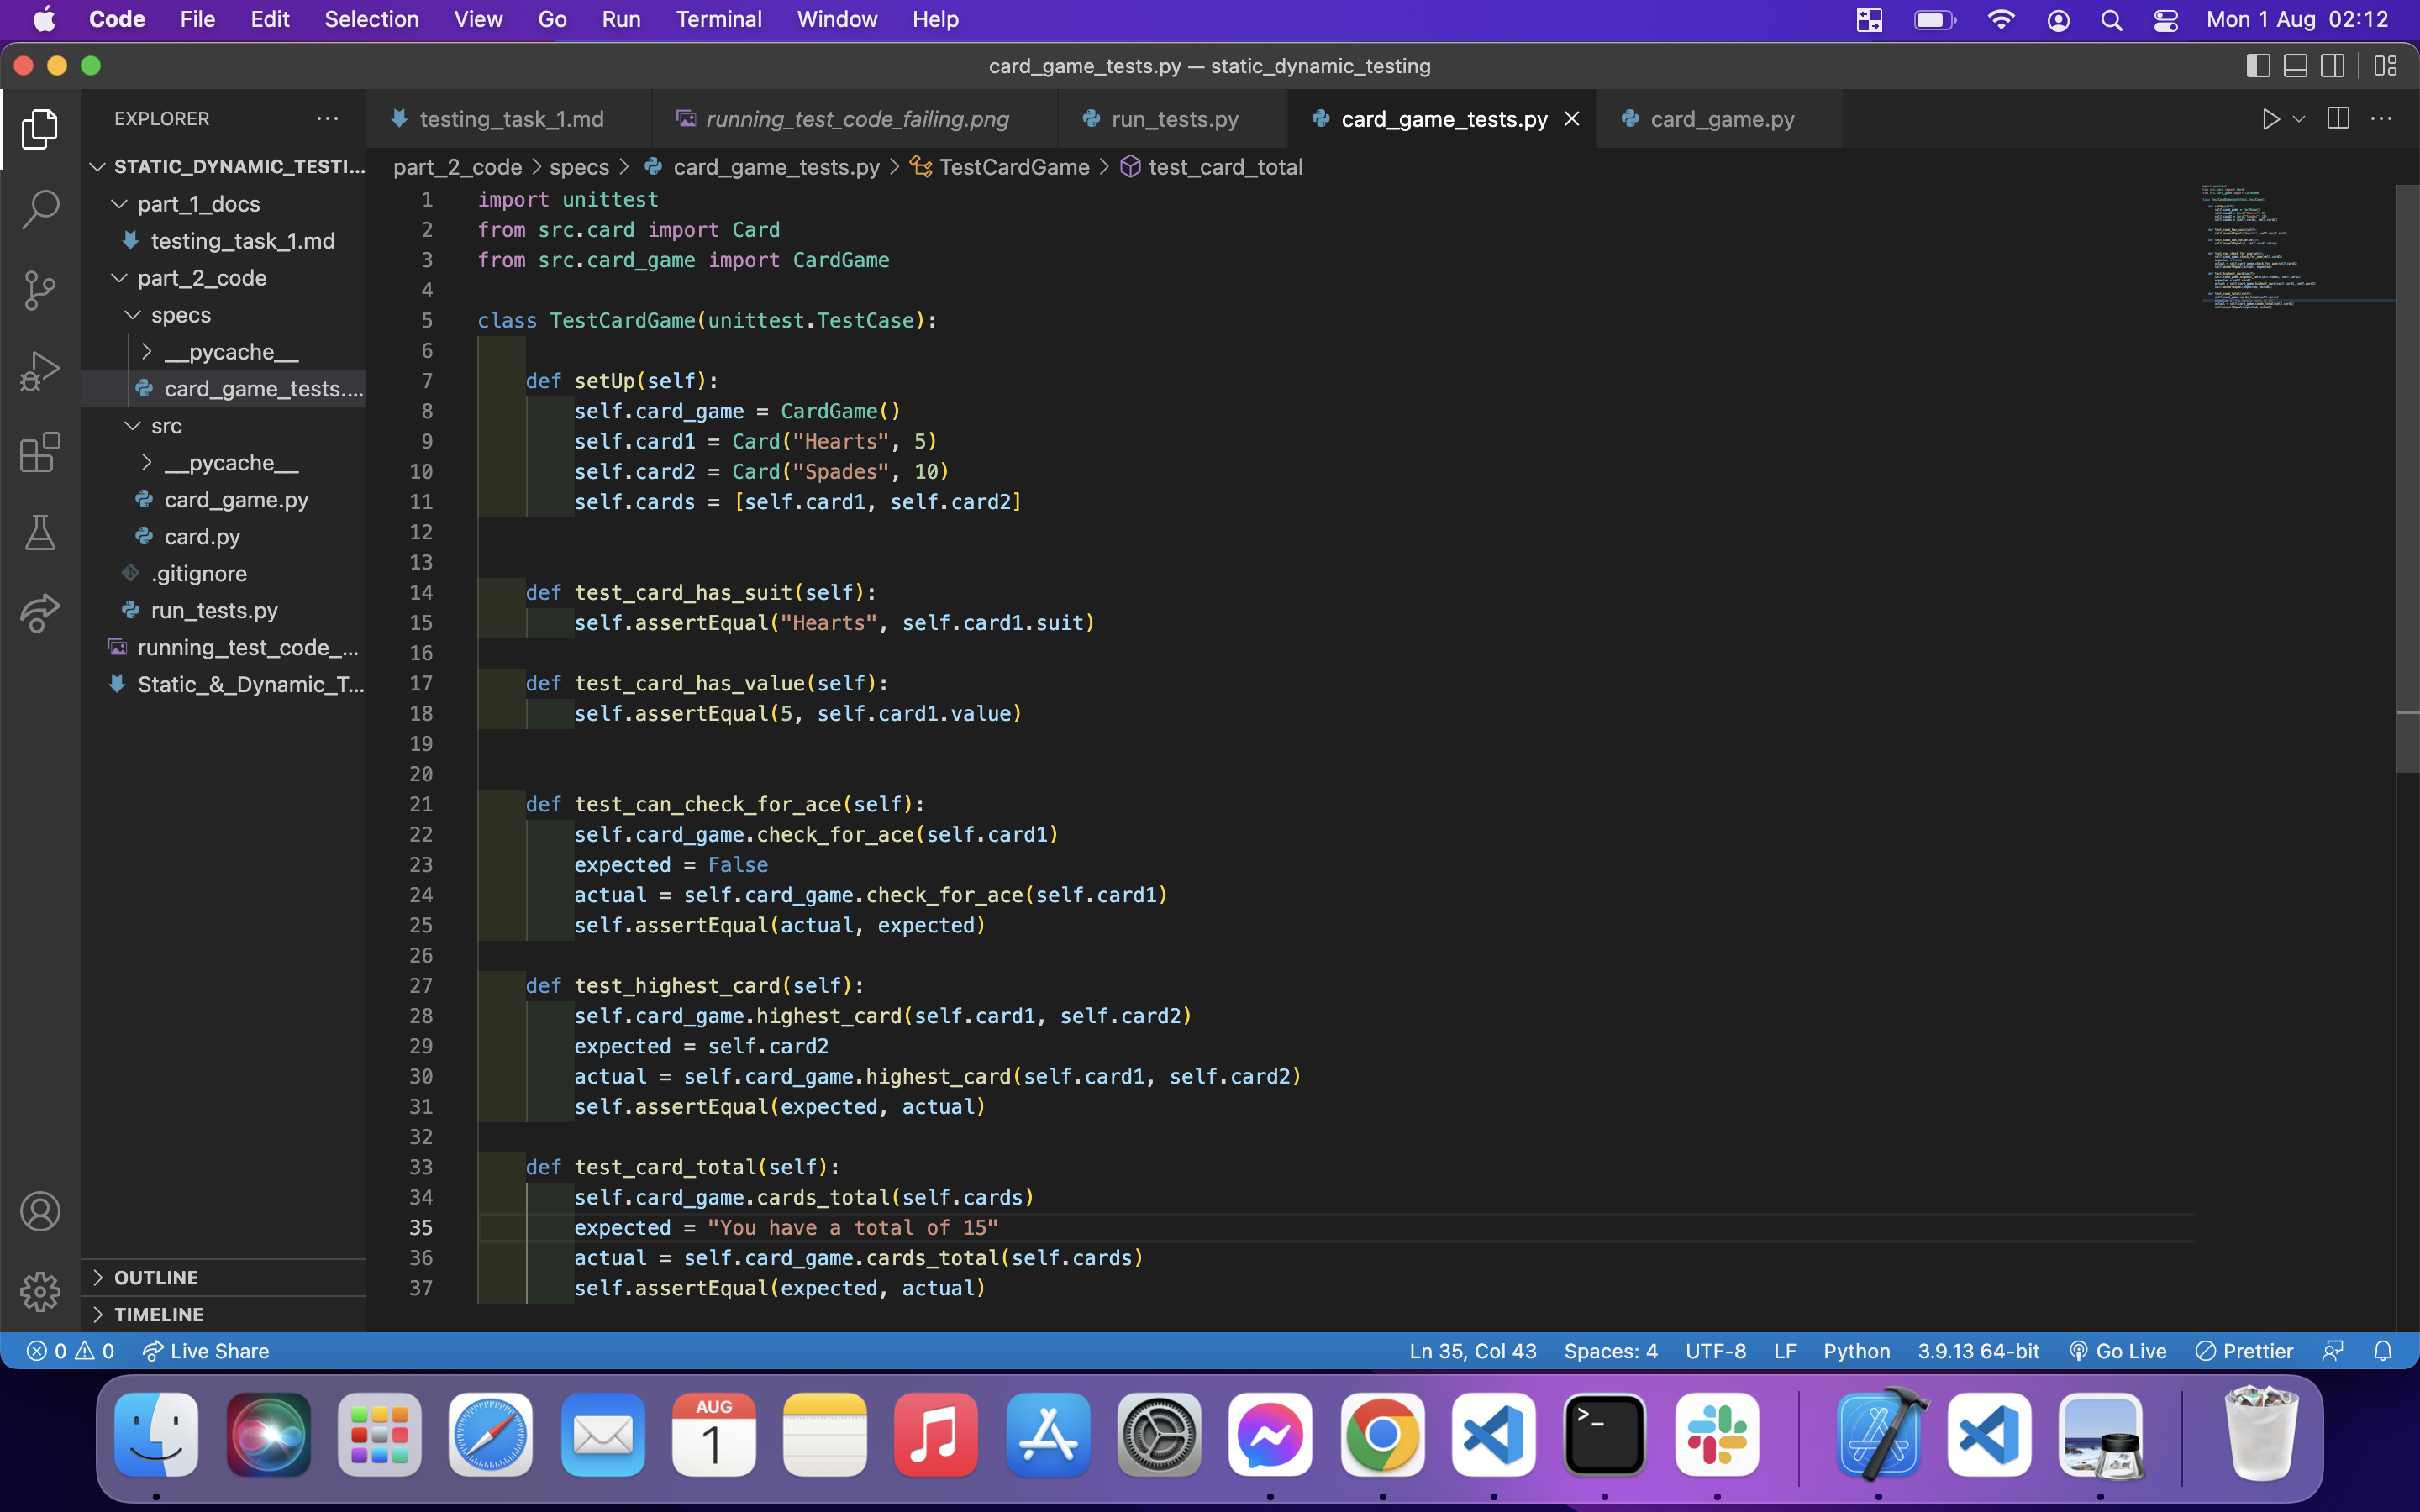 Code File Edit Selection View Go Run Terminal Window Help Mon 1 Aug 02:12
card_game_tests.py — static_dynamic_testing
EXPLORER
testing_task_1.md
running_test_code_failing.png
run_tests.py
card_game_tests.py
card_game.py
STATIC_DYNAMIC_TESTI...
part_1_docs
testing_task_1.md
part_2_code
specs
__pycache__
card_game_tests....
src
__pycache__
card_game.py
card.py
.gitignore
run_tests.py
running_test_code_...
Static_&_Dynamic_T...
OUTLINE
TIMELINE
part_2_code > specs > card_game_tests.py > TestCardGame > test_card_total
1 import unittest
2 from src.card import Card
3 from src.card_game import CardGame
4
5 class TestCardGame(unittest.TestCase):
6
7 def setUp(self):
8 self.card_game = CardGame()
9 self.card1 = Card("Hearts", 5)
10 self.card2 = Card("Spades", 10)
11 self.cards = [self.card1, self.card2]
12
13
14 def test_card_has_suit(self):
15 self.assertEqual("Hearts", self.card1.suit)
16
17 def test_card_has_value(self):
18 self.assertEqual(5, self.card1.value)
19
20
21 def test_can_check_for_ace(self):
22 self.card_game.check_for_ace(self.card1)
23 expected = False
24 actual = self.card_game.check_for_ace(self.card1)
25 self.assertEqual(actual, expected)
26
27 def test_highest_card(self):
28 self.card_game.highest_card(self.card1, self.card2)
29 expected = self.card2
30 actual = self.card_game.highest_card(self.card1, self.card2)
31 self.assertEqual(expected, actual)
32
33 def test_card_total(self):
34 self.card_game.cards_total(self.cards)
35 expected = "You have a total of 15"
36 actual = self.card_game.cards_total(self.cards)
37 self.assertEqual(expected, actual)
0 0 Live Share Ln 35, Col 43 Spaces: 4 UTF-8 LF Python 3.9.13 64-bit Go Live Prettier
AUG
1